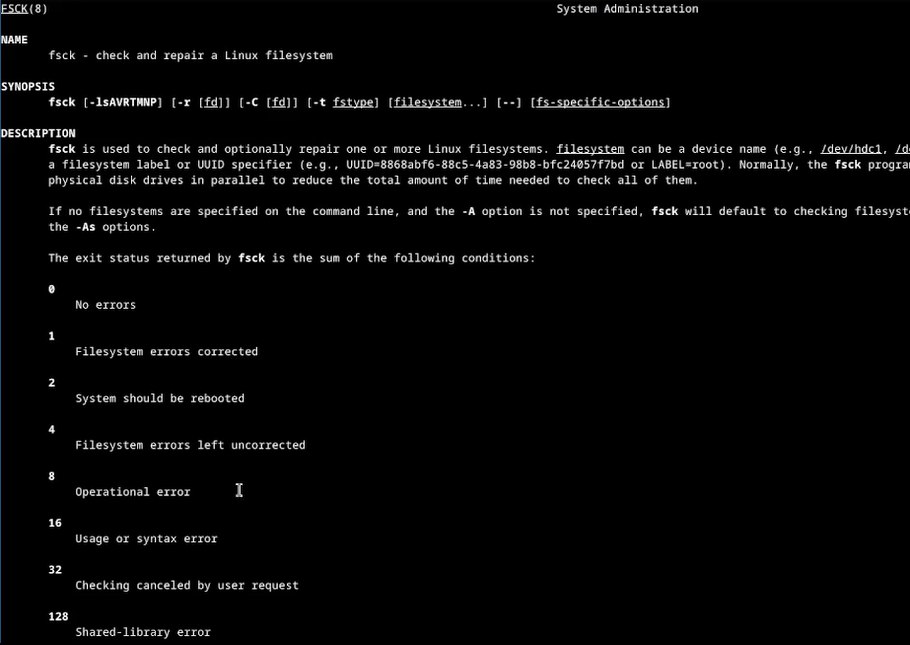 FSCK(8) System Administration
NAME
fsck - check and repair a Linux filesystem
SYNOPSIS
fsck [-lsAVRTMNP] [-r [fd]] [-C [fd]] [-t fstype] [filesystem...] [--] [fs-specific-options]
DESCRIPTION
fsck is used to check and optionally repair one or more Linux filesystems. filesystem can be a device name (e.g., /dev/hdc1,
a filesystem label or UUID specifier (e.g., UUID=8868abf6-88c5-4a83-98b8-bfc24057f7bd or LABEL=root). Normally, the fsck
physical disk drives in parallel to reduce the total amount of time needed to check all of them.
If no filesystems are specified on the command line, and the -A option is not specified, fsck will default to checking
the -As options.
The exit status returned by fsck is the sum of the following conditions:
0
No errors
1
Filesystem errors corrected
2
System should be rebooted
4
Filesystem errors left uncorrected
8
Operational error
16
Usage or syntax error
32
Checking canceled by user request
128
Shared-library error